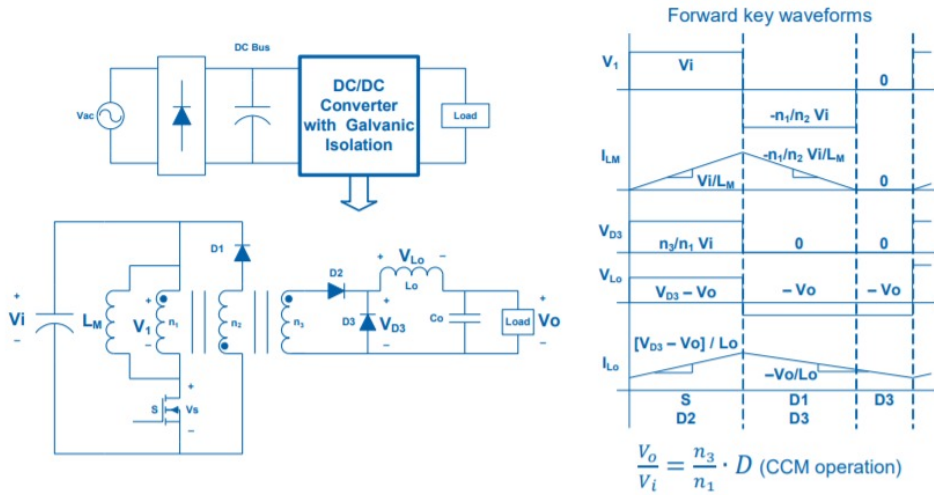 Forward key waveforms
DC Bus
Vac
DC/DC
Converter
with Galvanic
Isolation
Load
V1
Vi
0
-n1/n2 Vi
ILM
Vi/LM
-n1/n2 Vi/LM
0
VD3
n3/n1 Vi
0
0
VLo
VD3 – Vo
– Vo
– Vo
ILo
[VD3 – Vo] / Lo
–Vo/Lo
S
D2
D1
D3
D3
Vo/Vi = n3/n1 · D (CCM operation)
D1
D2
+ VLo –
Lo
+
Vi
–
LM
+
V1
–
n1
n2
n3
D3
+
VD3
–
Co
Load
+
Vo
–
S
+
Vs
–